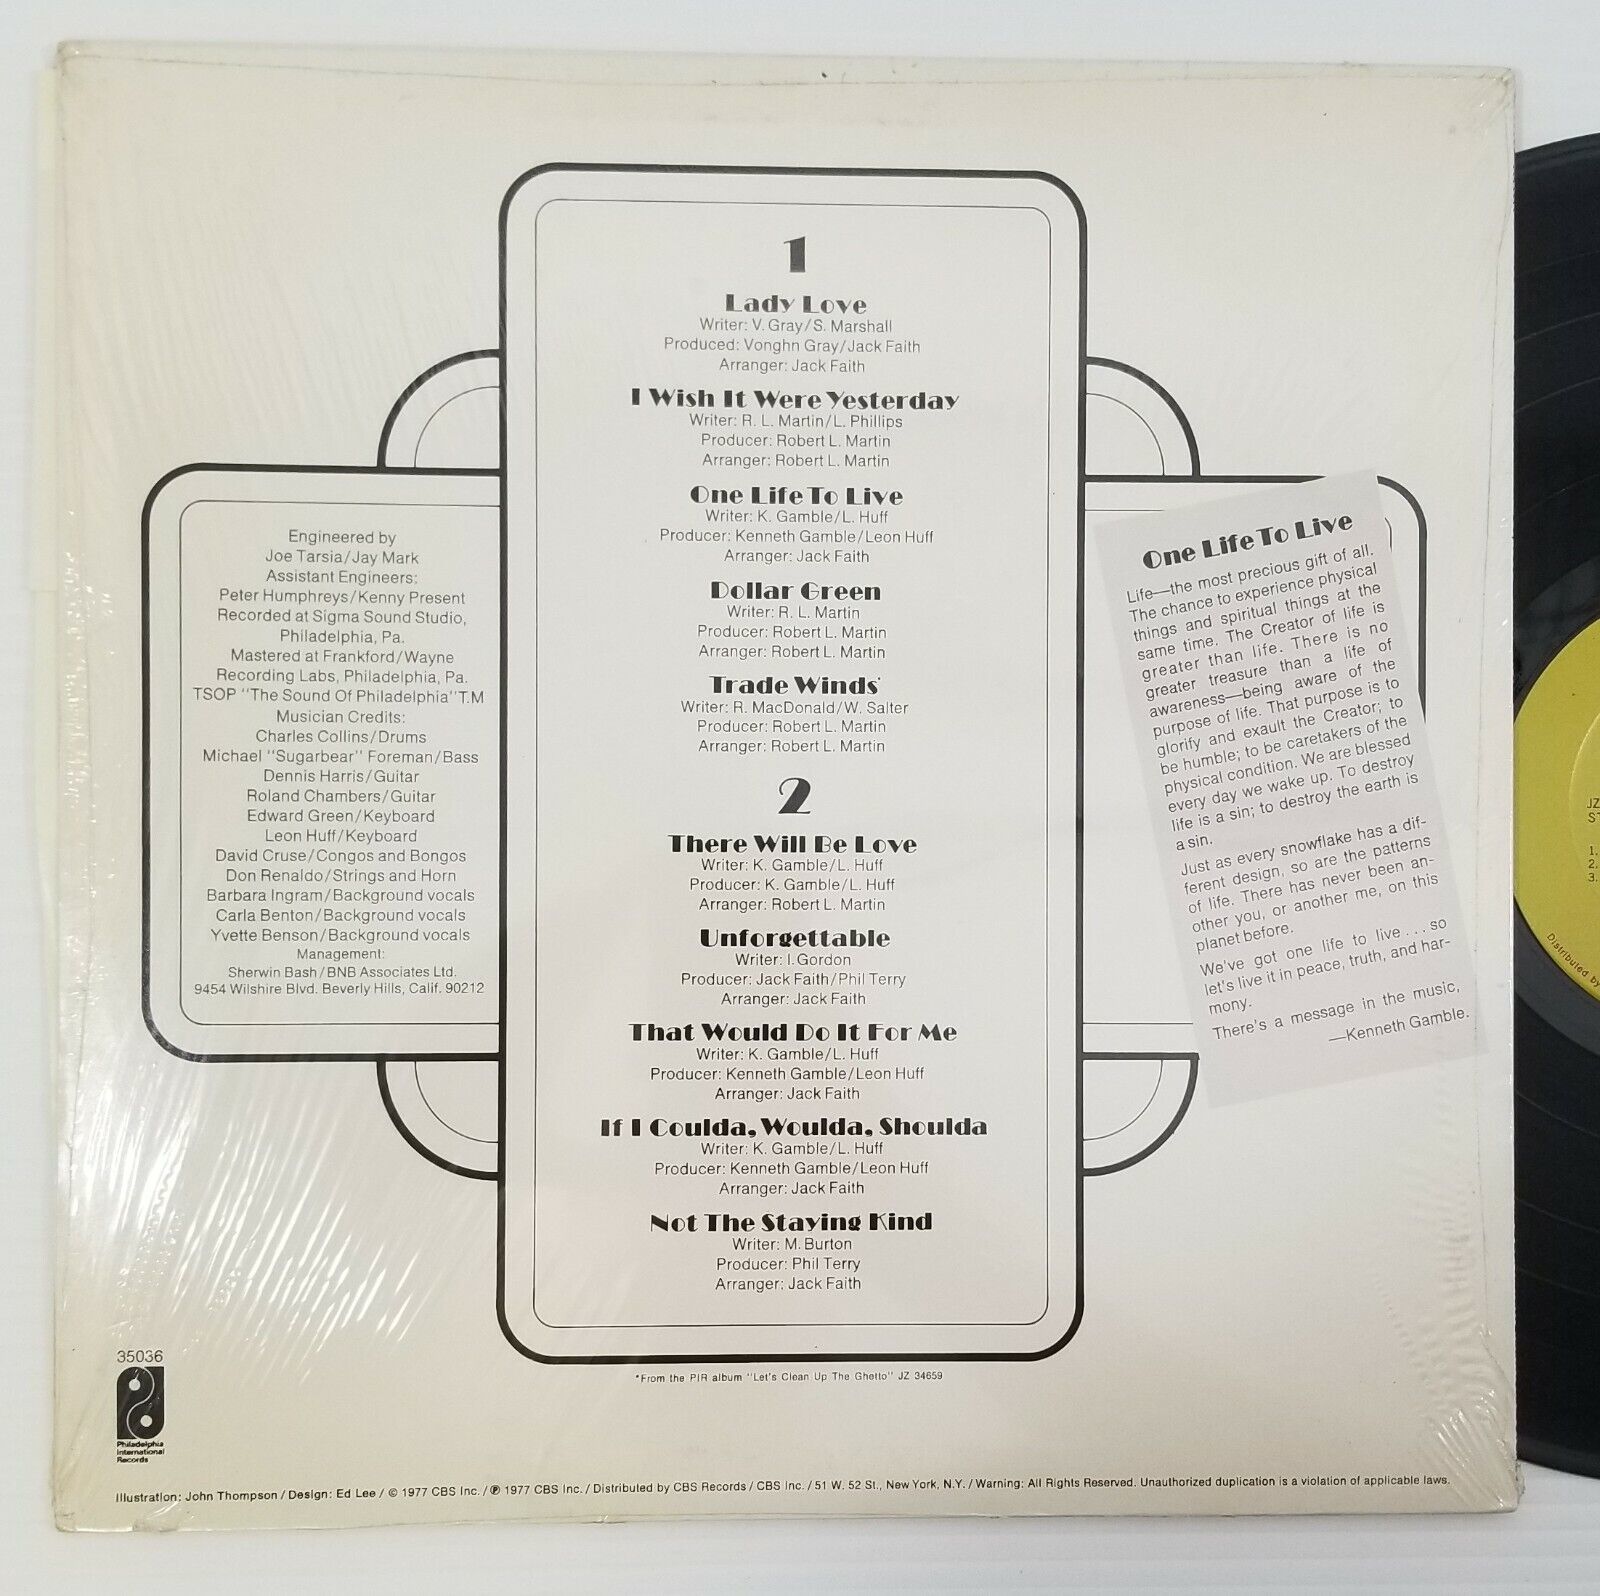 1
Lady Love
Writer: V. Gray/S. Marshall
Produced: Vonghn Gray/Jack Faith
Arranger: Jack Faith
I Wish It Were Yesterday
Writer: R. L. Martin/L. Phillips
Producer: Robert L. Martin
Arranger: Robert L. Martin
One Life To Live
Writer: K. Gamble/L. Huff
Producer: Kenneth Gamble/Leon Huff
Arranger: Jack Faith
Dollar Green
Writer: R. L. Martin
Producer: Robert L. Martin
Arranger: Robert L. Martin
Trade Winds*
Writer: R. MacDonald/W. Salter
Producer: Robert L. Martin
Arranger: Robert L. Martin
2
There Will Be Love
Writer: K. Gamble/L. Huff
Producer: K. Gamble/L. Huff
Arranger: Robert L. Martin
Unforgettable
Writer: I. Gordon
Producer: Jack Faith/Phil Terry
Arranger: Jack Faith
That Would Do It For Me
Writer: K. Gamble/L. Huff
Producer: Kenneth Gamble/Leon Huff
Arranger: Jack Faith
If I Coulda, Woulda, Shoulda
Writer: K. Gamble/L. Huff
Producer: Kenneth Gamble/Leon Huff
Arranger: Jack Faith
Not The Staying Kind
Writer: M. Burton
Producer: Phil Terry
Arranger: Jack Faith
Engineered by
Joe Tarsia/Jay Mark
Assistant Engineers:
Peter Humphreys/Kenny Present
Recorded at Sigma Sound Studio,
Philadelphia, Pa.
Mastered at Frankford/Wayne
Recording Labs, Philadelphia, Pa.
TSOP "The Sound Of Philadelphia" T.M
Musician Credits:
Charles Collins/Drums
Michael "Sugarbear" Foreman/Bass
Dennis Harris/Guitar
Roland Chambers/Guitar
Edward Green/Keyboard
Leon Huff/Keyboard
David Cruse/Congos and Bongos
Don Renaldo/Strings and Horn
Barbara Ingram/Background vocals
Carla Benton/Background vocals
Yvette Benson/Background vocals
Management:
Sherwin Bash/BNB Associates Ltd.
9454 Wilshire Blvd. Beverly Hills, Calif. 90212
One Life To Live
Life—the most precious gift of all.
The chance to experience physical
things and spiritual things at the
same time. The Creator of life is
greater than life. There is no
greater treasure than a life of
awareness—being aware of the
purpose of life. That purpose is to
glorify and exault the Creator; to
be humble; to be caretakers of the
physical condition. We are blessed
every day we wake up. To destroy
life is a sin; to destroy the earth is
a sin.
Just as every snowflake has a dif-
ferent design, so are the patterns
of life. There has never been an-
other you, or another me, on this
planet before.
We've got one life to live...so
let's live it in peace, truth, and har-
mony.
There's a message in the music,
—Kenneth Gamble.
JZ
ST
1.
2.
3.
Distributed by
*From the PIR album "Let's Clean Up The Ghetto" JZ 34659
35036
Philadelphia
International
Records
Illustration: John Thompson/Design: Ed Lee/© 1977 CBS Inc./℗ 1977 CBS Inc./Distributed by CBS Records/CBS Inc./51 W. 52 St., New York, N.Y./Warning: All Rights Reserved. Unauthorized duplication is a violation of applicable laws.